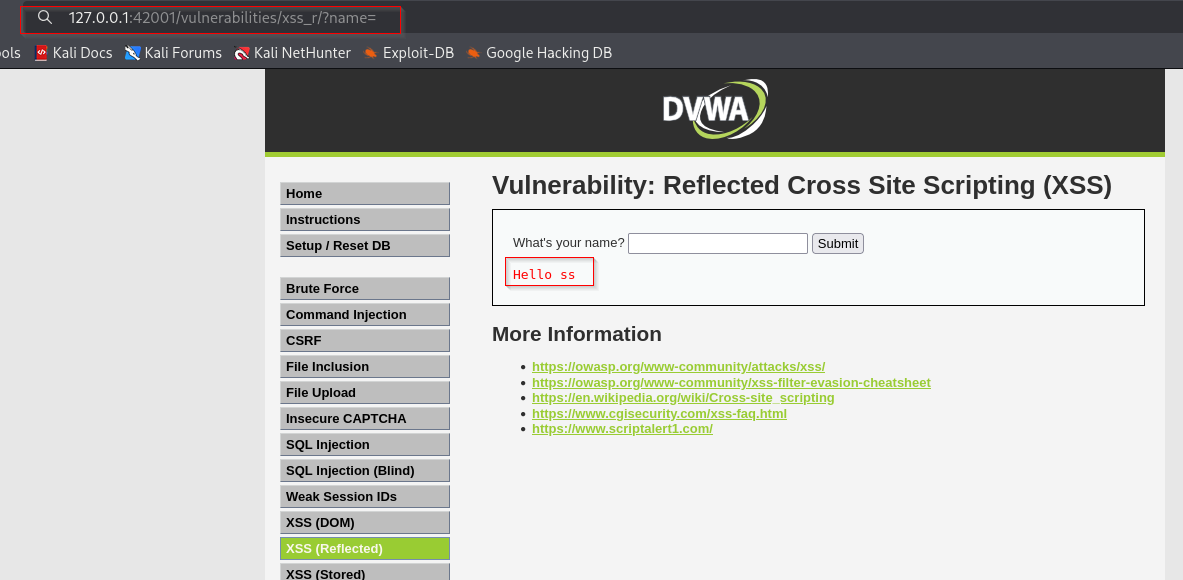 127.0.0.1:42001/vulnerabilities/xss_r/?name=
ols Kali Docs Kali Forums Kali NetHunter Exploit-DB Google Hacking DB
DVWA
Home
Instructions
Setup / Reset DB
Brute Force
Command Injection
CSRF
File Inclusion
File Upload
Insecure CAPTCHA
SQL Injection
SQL Injection (Blind)
Weak Session IDs
XSS (DOM)
XSS (Reflected)
XSS (Stored)
Vulnerability: Reflected Cross Site Scripting (XSS)
What's your name? Submit
Hello ss
More Information
https://owasp.org/www-community/attacks/xss/
https://owasp.org/www-community/xss-filter-evasion-cheatsheet
https://en.wikipedia.org/wiki/Cross-site_scripting
https://www.cgisecurity.com/xss-faq.html
https://www.scriptalert1.com/